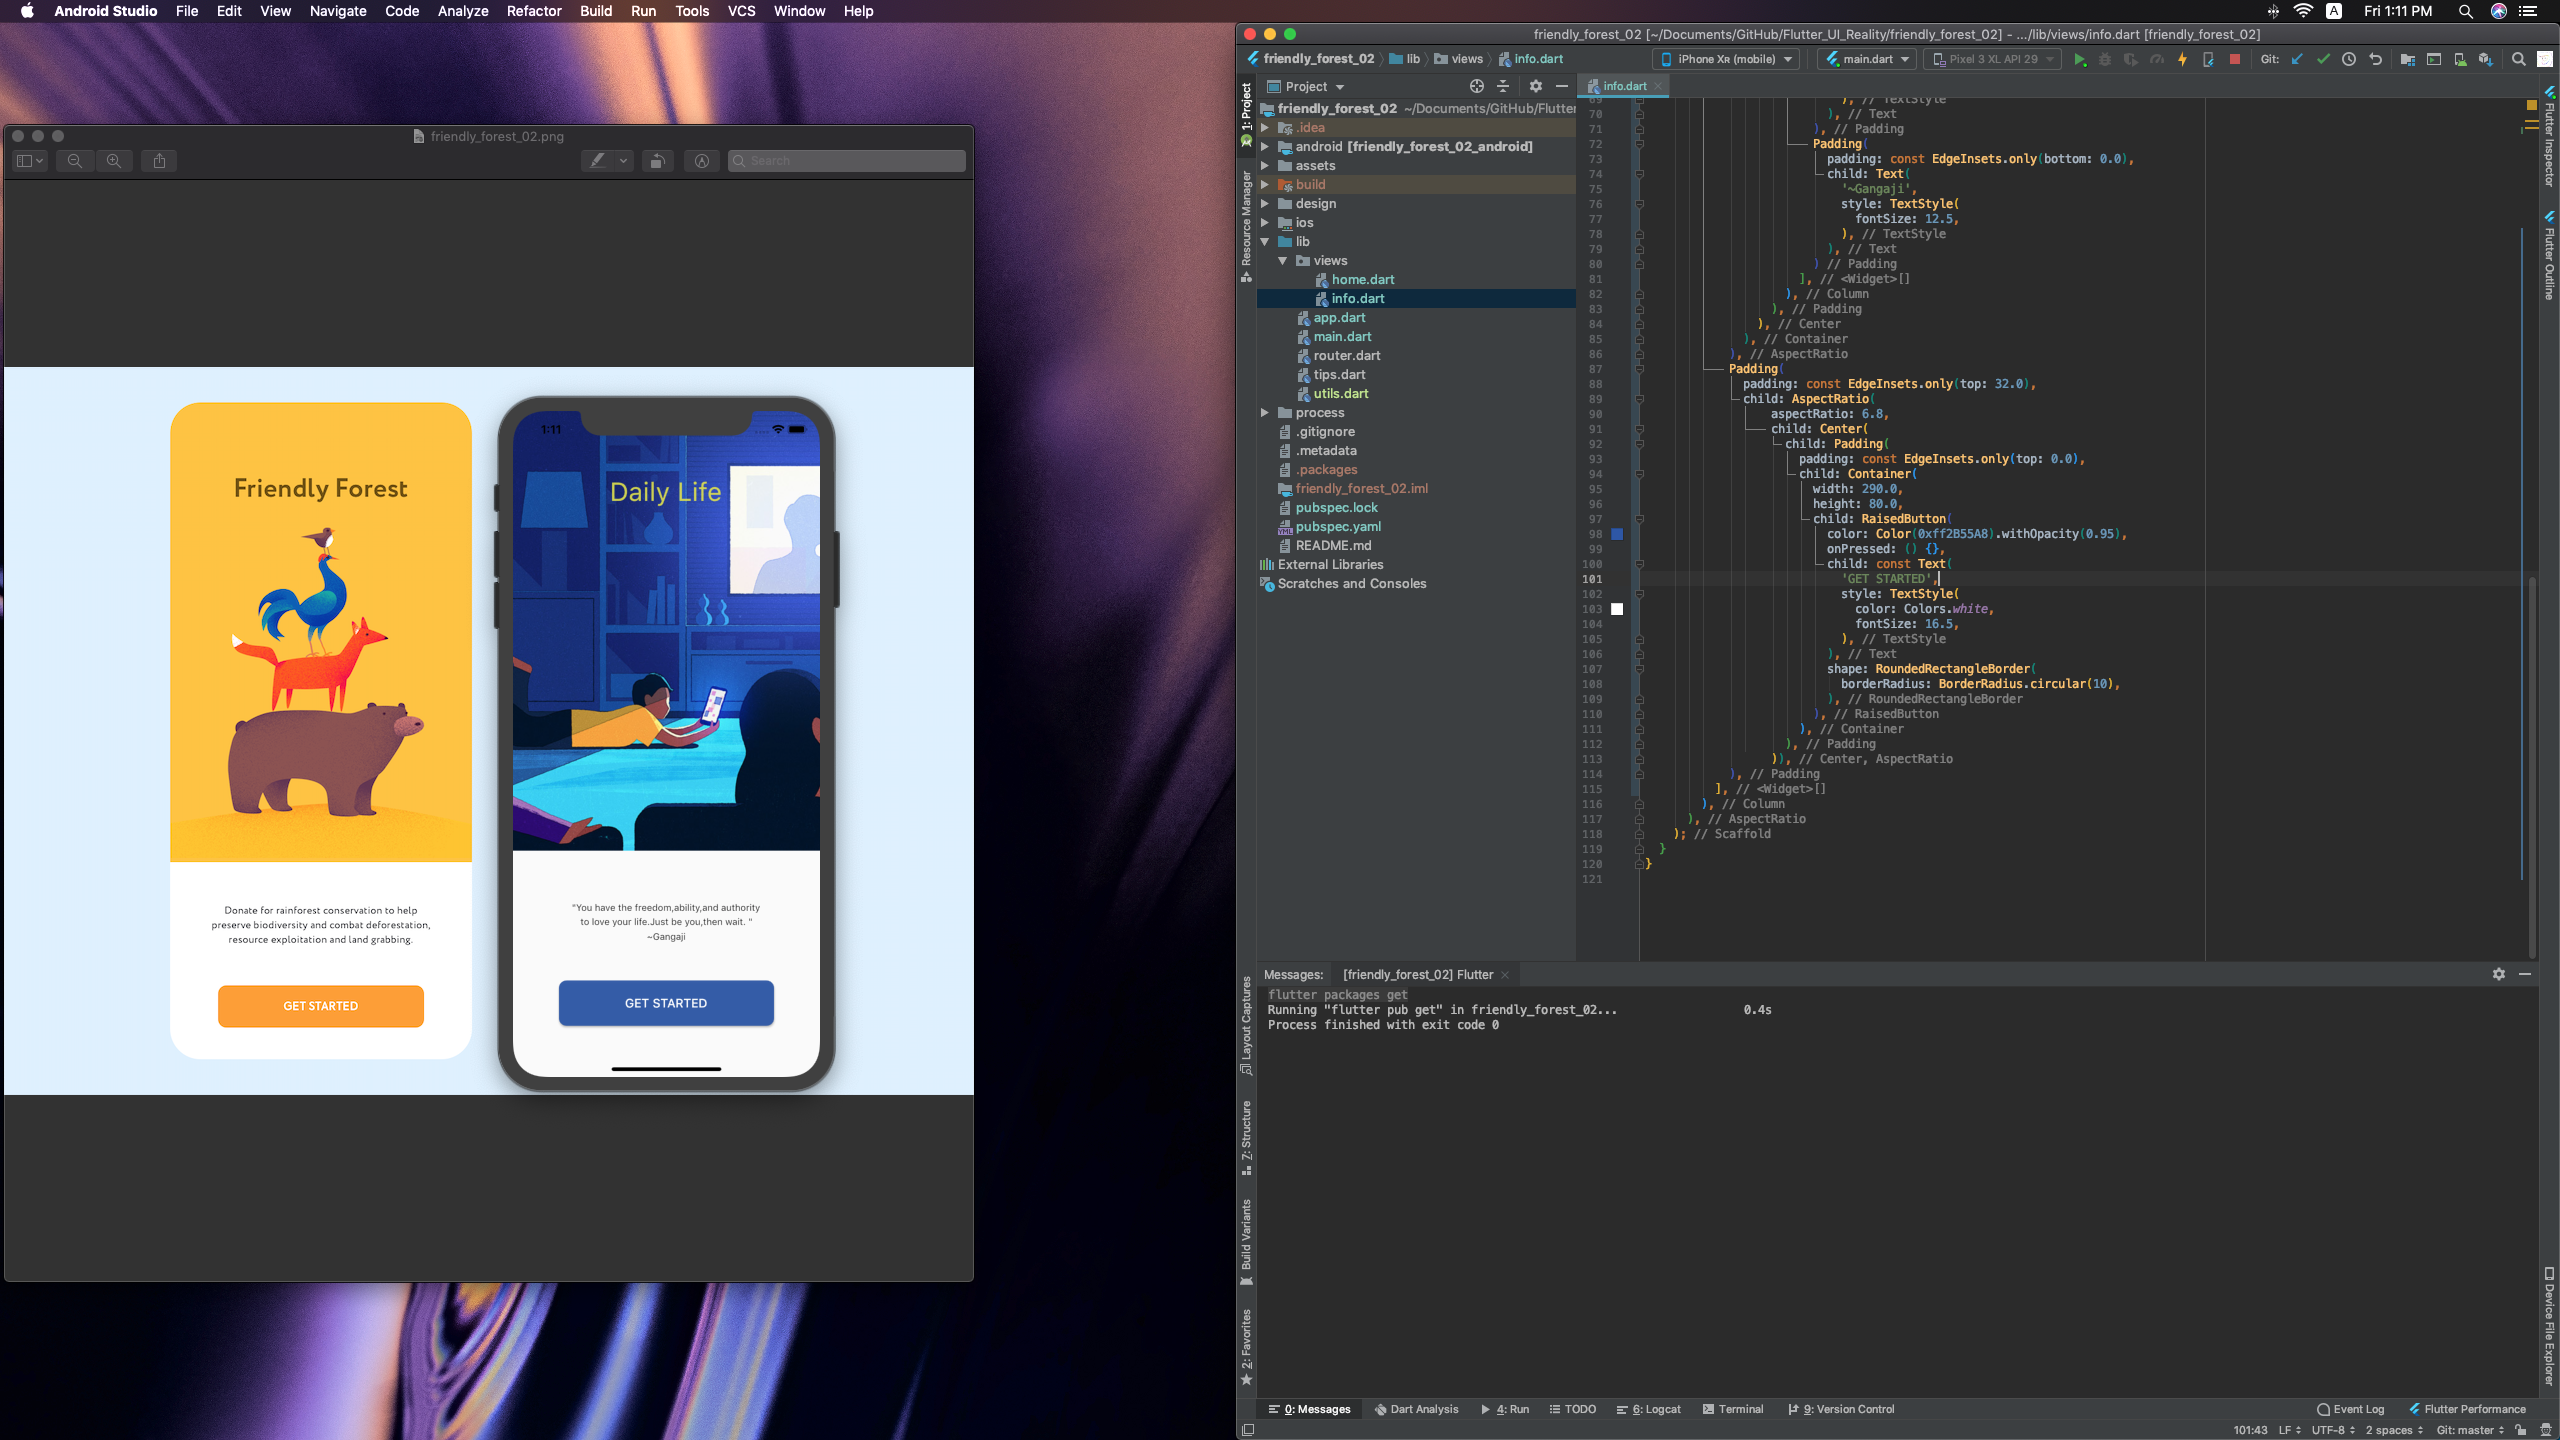 Android Studio File Edit View Navigate Code Analyze Refactor Build Run Tools VCS Window Help
A Fri 1:11 PM
friendly_forest_02.png
Search
Friendly Forest
Donate for rainforest conservation to help
preserve biodiversity and combat deforestation,
resource exploitation and land grabbing.
GET STARTED
1:11
Daily Life
"You have the freedom,ability,and authority
to love your life.Just be you,then wait. "
~Gangaji
GET STARTED
friendly_forest_02 [~/Documents/GitHub/Flutter_UI_Reality/friendly_forest_02] - .../lib/views/info.dart [friendly_forest_02]
friendly_forest_02 lib views info.dart
iPhone XR (mobile) main.dart Pixel 3 XL API 29 Git:
Project
info.dart
1: Project
Resource Manager
Layout Captures
Z: Structure
Build Variants
2: Favorites
friendly_forest_02 ~/Documents/GitHub/Flutter
.idea
android [friendly_forest_02_android]
assets
build
design
ios
lib
views
home.dart
info.dart
app.dart
main.dart
router.dart
tips.dart
utils.dart
process
.gitignore
.metadata
.packages
friendly_forest_02.iml
pubspec.lock
pubspec.yaml
README.md
External Libraries
Scratches and Consoles
69 ), // TextStyle
70 ), // Text
71 ), // Padding
72 Padding(
73 padding: const EdgeInsets.only(bottom: 0.0),
74 child: Text(
75 '~Gangaji',
76 style: TextStyle(
77 fontSize: 12.5,
78 ), // TextStyle
79 ), // Text
80 ) // Padding
81 ], // <Widget>[]
82 ), // Column
83 ), // Padding
84 ), // Center
85 ), // Container
86 ), // AspectRatio
87 Padding(
88 padding: const EdgeInsets.only(top: 32.0),
89 child: AspectRatio(
90 aspectRatio: 6.8,
91 child: Center(
92 child: Padding(
93 padding: const EdgeInsets.only(top: 0.0),
94 child: Container(
95 width: 290.0,
96 height: 80.0,
97 child: RaisedButton(
98 color: Color(0xff2B55A8).withOpacity(0.95),
99 onPressed: () {},
100 child: const Text(
101 'GET STARTED',
102 style: TextStyle(
103 color: Colors.white,
104 fontSize: 16.5,
105 ), // TextStyle
106 ), // Text
107 shape: RoundedRectangleBorder(
108 borderRadius: BorderRadius.circular(10),
109 ), // RoundedRectangleBorder
110 ), // RaisedButton
111 ), // Container
112 ), // Padding
113 )), // Center, AspectRatio
114 ), // Padding
115 ], // <Widget>[]
116 ), // Column
117 ), // AspectRatio
118 ); // Scaffold
119 }
120 }
121
Flutter Inspector
Flutter Outline
Device File Explorer
Messages: [friendly_forest_02] Flutter
flutter packages get
Running "flutter pub get" in friendly_forest_02... 0.4s
Process finished with exit code 0
0: Messages Dart Analysis 4: Run TODO 6: Logcat Terminal 9: Version Control Event Log Flutter Performance
101:43 LF UTF-8 2 spaces Git: master